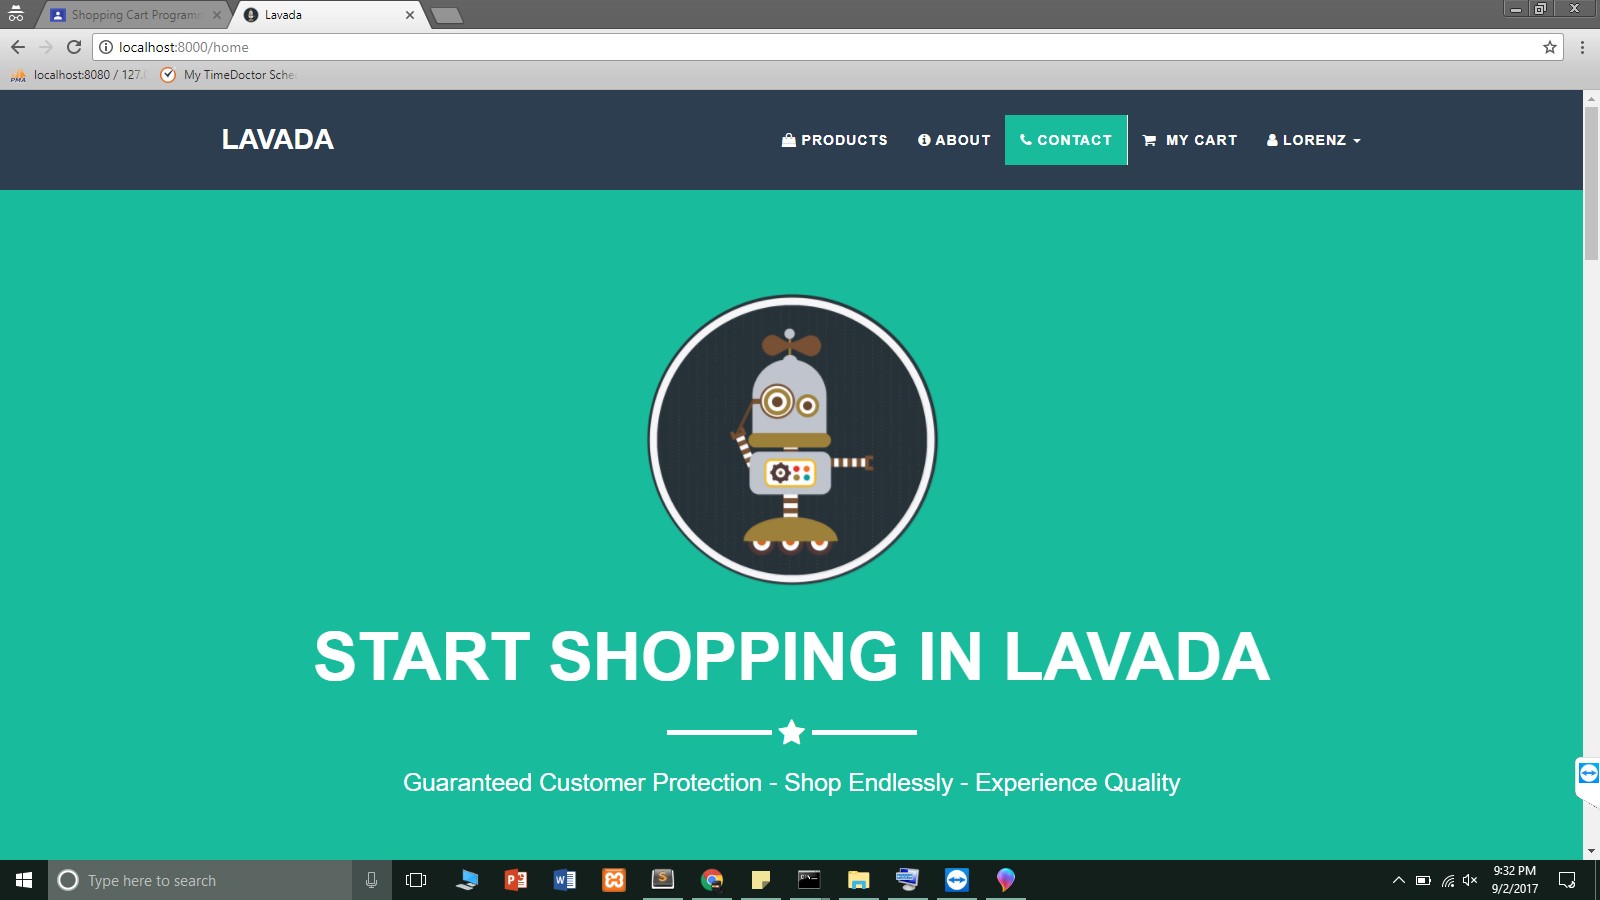 Shopping Cart Programm
Lavada
localhost:8000/home
PMA localhost:8080 / 127.
My TimeDoctor Sche
LAVADA
PRODUCTS
ABOUT
CONTACT
MY CART
LORENZ
START SHOPPING IN LAVADA
Guaranteed Customer Protection - Shop Endlessly - Experience Quality
Type here to search
9:32 PM
9/2/2017